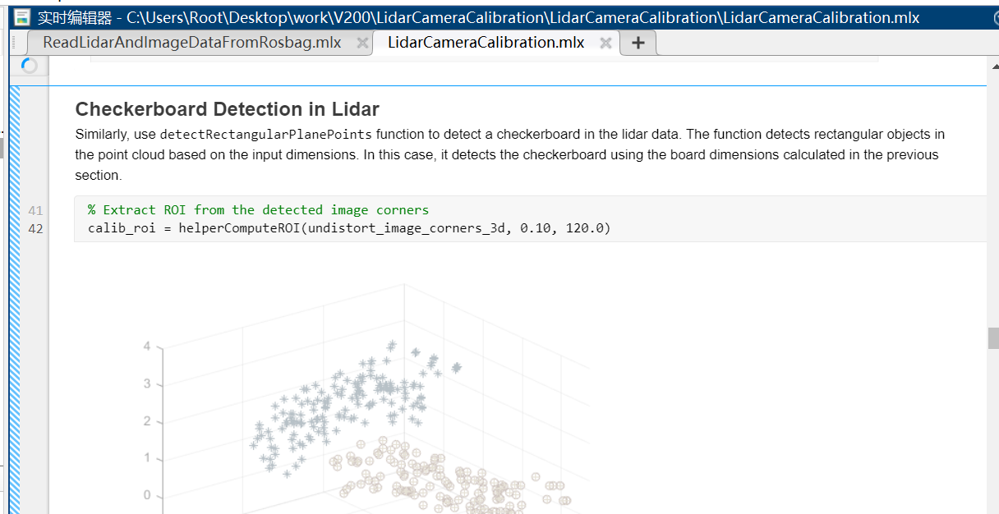 实时编辑器 - C:\Users\Root\Desktop\work\V200\LidarCameraCalibration\LidarCameraCalibration\LidarCameraCalibration.mlx
ReadLidarAndImageDataFromRosbag.mlx
LidarCameraCalibration.mlx
Checkerboard Detection in Lidar
Similarly, use detectRectangularPlanePoints function to detect a checkerboard in the lidar data. The function detects rectangular objects in
the point cloud based on the input dimensions. In this case, it detects the checkerboard using the board dimensions calculated in the previous
section.
41 % Extract ROI from the detected image corners
42 calib_roi = helperComputeROI(undistort_image_corners_3d, 0.10, 120.0)
4
3
2
1
0